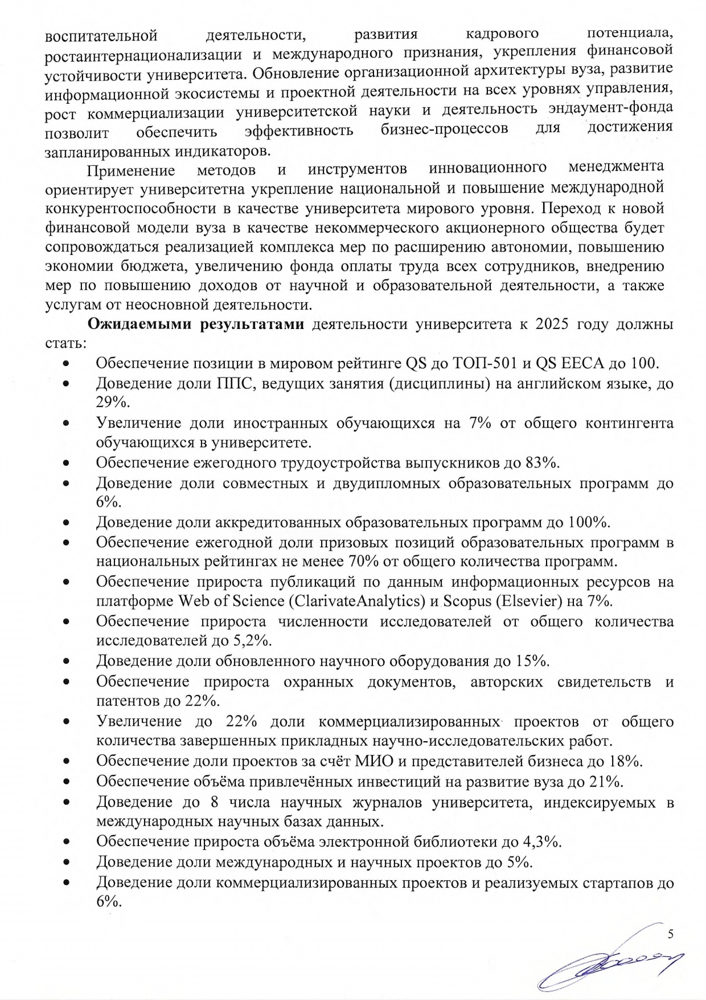 воспитательной деятельности, развития кадрового потенциала,
ростаинтернационализации и международного признания, укрепления финансовой
устойчивости университета. Обновление организационной архитектуры вуза, развитие
информационной экосистемы и проектной деятельности на всех уровнях управления,
рост коммерциализации университетской науки и деятельность эндаумент-фонда
позволит обеспечить эффективность бизнес-процессов для достижения
запланированных индикаторов.
Применение методов и инструментов инновационного менеджмента
ориентирует университетна укрепление национальной и повышение международной
конкурентоспособности в качестве университета мирового уровня. Переход к новой
финансовой модели вуза в качестве некоммерческого акционерного общества будет
сопровождаться реализацией комплекса мер по расширению автономии, повышению
экономии бюджета, увеличению фонда оплаты труда всех сотрудников, внедрению
мер по повышению доходов от научной и образовательной деятельности, а также
услугам от неосновной деятельности.
Ожидаемыми результатами деятельности университета к 2025 году должны
стать:
• Обеспечение позиции в мировом рейтинге QS до ТОП-501 и QS EECA до 100.
• Доведение доли ППС, ведущих занятия (дисциплины) на английском языке, до
29%.
• Увеличение доли иностранных обучающихся на 7% от общего контингента
обучающихся в университете.
• Обеспечение ежегодного трудоустройства выпускников до 83%.
• Доведение доли совместных и двудипломных образовательных программ до
6%.
• Доведение доли аккредитованных образовательных программ до 100%.
• Обеспечение ежегодной доли призовых позиций образовательных программ в
национальных рейтингах не менее 70% от общего количества программ.
• Обеспечение прироста публикаций по данным информационных ресурсов на
платформе Web of Science (ClarivateAnalytics) и Scopus (Elsevier) на 7%.
• Обеспечение прироста численности исследователей от общего количества
исследователей до 5,2%.
• Доведение доли обновленного научного оборудования до 15%.
• Обеспечение прироста охранных документов, авторских свидетельств и
патентов до 22%.
• Увеличение до 22% доли коммерциализированных проектов от общего
количества завершенных прикладных научно-исследовательских работ.
• Обеспечение доли проектов за счёт МИО и представителей бизнеса до 18%.
• Обеспечение объёма привлечённых инвестиций на развитие вуза до 21%.
• Доведение до 8 числа научных журналов университета, индексируемых в
международных научных базах данных.
• Обеспечение прироста объёма электронной библиотеки до 4,3%.
• Доведение доли международных и научных проектов до 5%.
• Доведение доли коммерциализированных проектов и реализуемых стартапов до
6%.
5